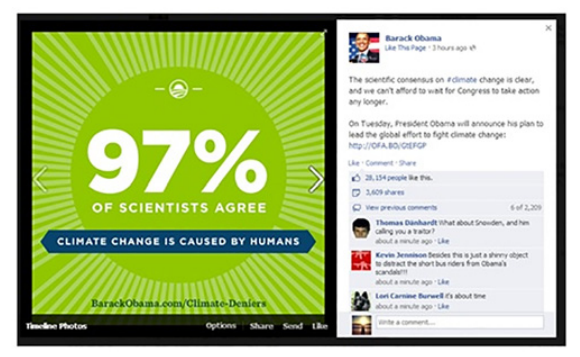 97%
OF SCIENTISTS AGREE
CLIMATE CHANGE IS CAUSED BY HUMANS
BarackObama.com/Climate-Deniers
Timeline Photos
Options Share Send Like
Barack Obama
Like This Page · 3 hours ago
The scientific consensus on #climate change is clear,
and we can't afford to wait for Congress to take action
any longer.
On Tuesday, President Obama will announce his plan to
lead the global effort to fight climate change:
http://OFA.BO/GtEFGP
Like · Comment · Share
28,154 people like this.
3,609 shares
View previous comments
6 of 2,209
Thomas Dänhardt What about Snowden, and him
calling you a traitor?
about a minute ago · Like
Kevin Jennison Besides this is just a shinny object
to distract the short bus riders from Obama's
scandals!!!
about a minute ago · Like
Lori Carnine Burwell it's about time
about a minute ago · Like
Write a comment...